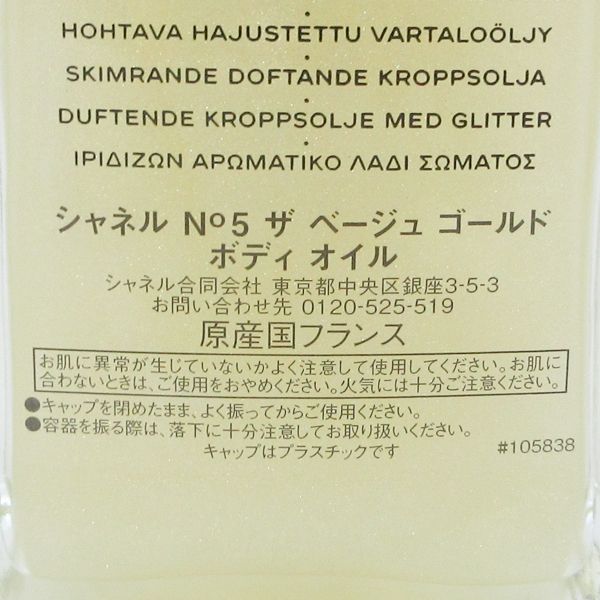 HOHTAVA HAJUSTETTU VARTALOÖLJY
SKIMRANDE DOFTANDE KROPPSOLJA
DUFTENDE KROPPSOLJE MED GLITTER
ΙΡΙΔΙΖΩΝ ΑΡΩΜΑΤΙΚΟ ΛΑΔΙ ΣΩΜΑΤΟΣ
シャネル Nº5 ザ ベージュ ゴールド
ボディ オイル
シャネル合同会社 東京都中央区銀座3-5-3
お問い合わせ先 0120-525-519
原産国フランス
お肌に異常が生じていないかよく注意して使用してください。お肌に
合わないときは、ご使用をおやめください。火気には十分ご注意ください。
●キャップを閉めたまま、よく振ってからご使用ください。
●容器を振る際は、落下に十分注意してお取り扱いください。
キャップはプラスチックです
#105838